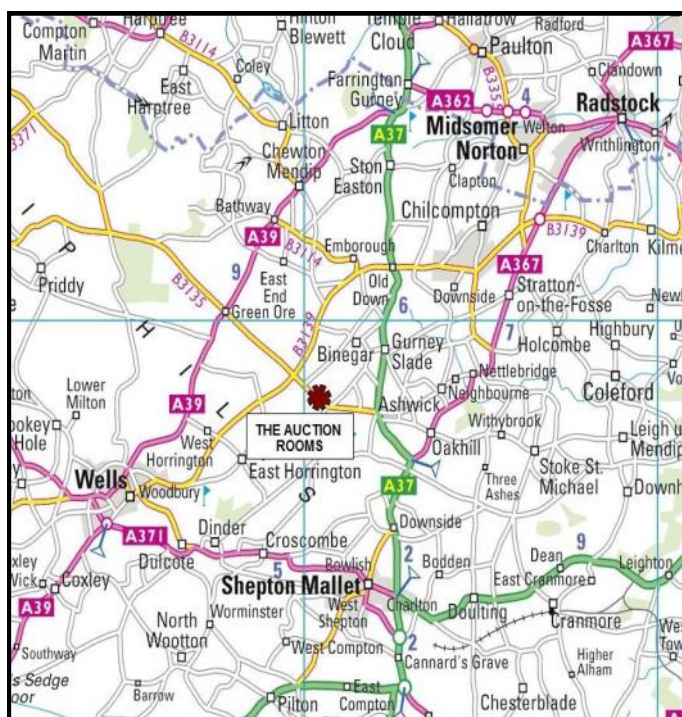 Compton
Martin
Harptree
B3114
Hinton
Blewett
Temple
Cloud
Hallatrow
Radford
Paulton
A367
Clandown
East
Harptree
Coley
Farrington
Gurney
A362
B3355
4
Radstock
B371
Litton
A37
Midsomer
Norton
Welton
Writhlington
Chewton
Mendip
Ston
Easton
Clapton
Bathway
A39
Chilcompton
B3114
Emborough
B3139
Charlton
Kilme
Priddy
B3135
9
East
End
Green Ore
B3139
Old
Down
6
Downside
A367
Stratton-
on-the-Fosse
I P
H I L L S
Binegar
Gurney
Slade
7
Holcombe
Highbury
Nettlebridge
Coleford
Lower
Milton
A39
Ashwick
Neighbourne
ookey
Hole
West
Horrington
THE AUCTION
ROOMS
Oakhill
Withybrook
Leigh u
Mendip
Wells
East Horrington
Stoke St.
Michael
Woodbury
A37
Three
Ashes
Downh
A371
Dinder
Croscombe
Downside
Dulcote
5
Bowlish
2
Bodden
Dean
9
Leighton
xley
Wick
Coxley
Shepton Mallet
East Cranmore
A39
Worminster
West
Shepton
Charlton
Doulting
Cranmore
North
Wootton
West Compton
2
Cannard's Grave
Southway
Higher
Alham
West
Tow
's Sedge
oor
Barrow
Pilton
East
Compton
Chesterblade
A3